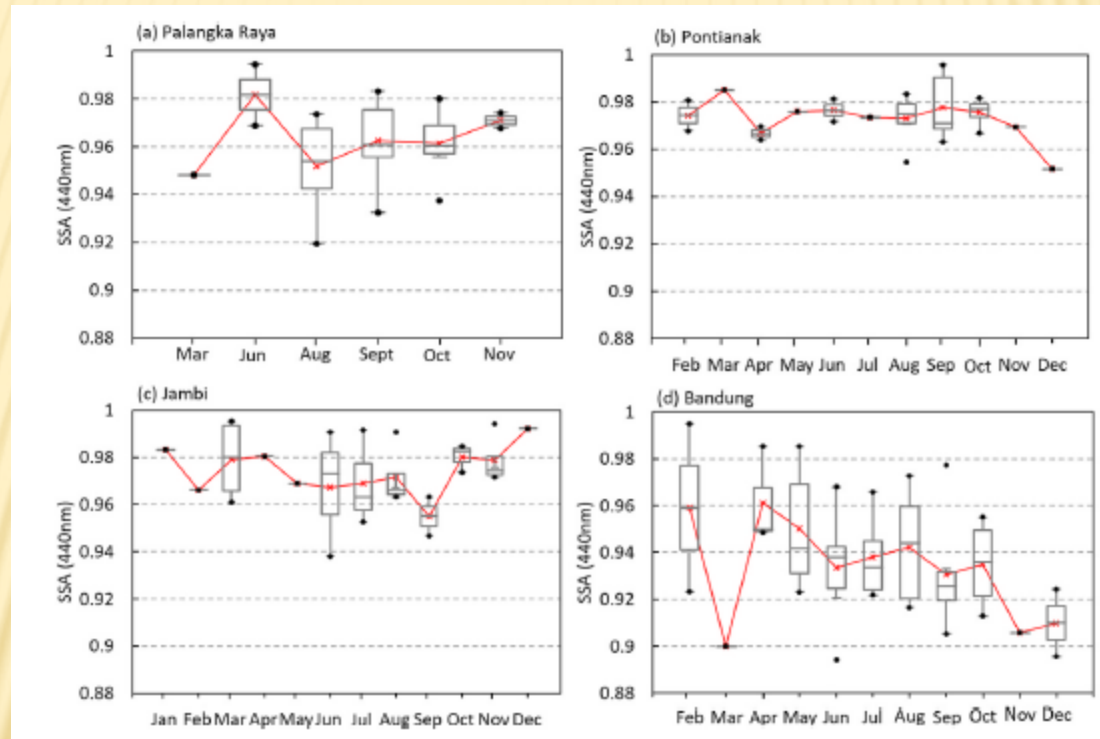 (a) Palangka Raya
1
0.98
0.96
0.94
0.92
0.9
0.88
SSA (440nm)
Mar Jun Aug Sept Oct Nov
(b) Pontianak
1
0.98
0.96
0.94
0.92
0.9
0.88
SSA (440nm)
Feb Mar Apr May Jun Jul Aug Sep Oct Nov Dec
(c) Jambi
1
0.98
0.96
0.94
0.92
0.9
0.88
SSA (440nm)
Jan Feb Mar Apr May Jun Jul Aug Sep Oct Nov Dec
(d) Bandung
1
0.98
0.96
0.94
0.92
0.9
0.88
SSA (440nm)
Feb Mar Apr May Jun Jul Aug Sep Oct Nov Dec